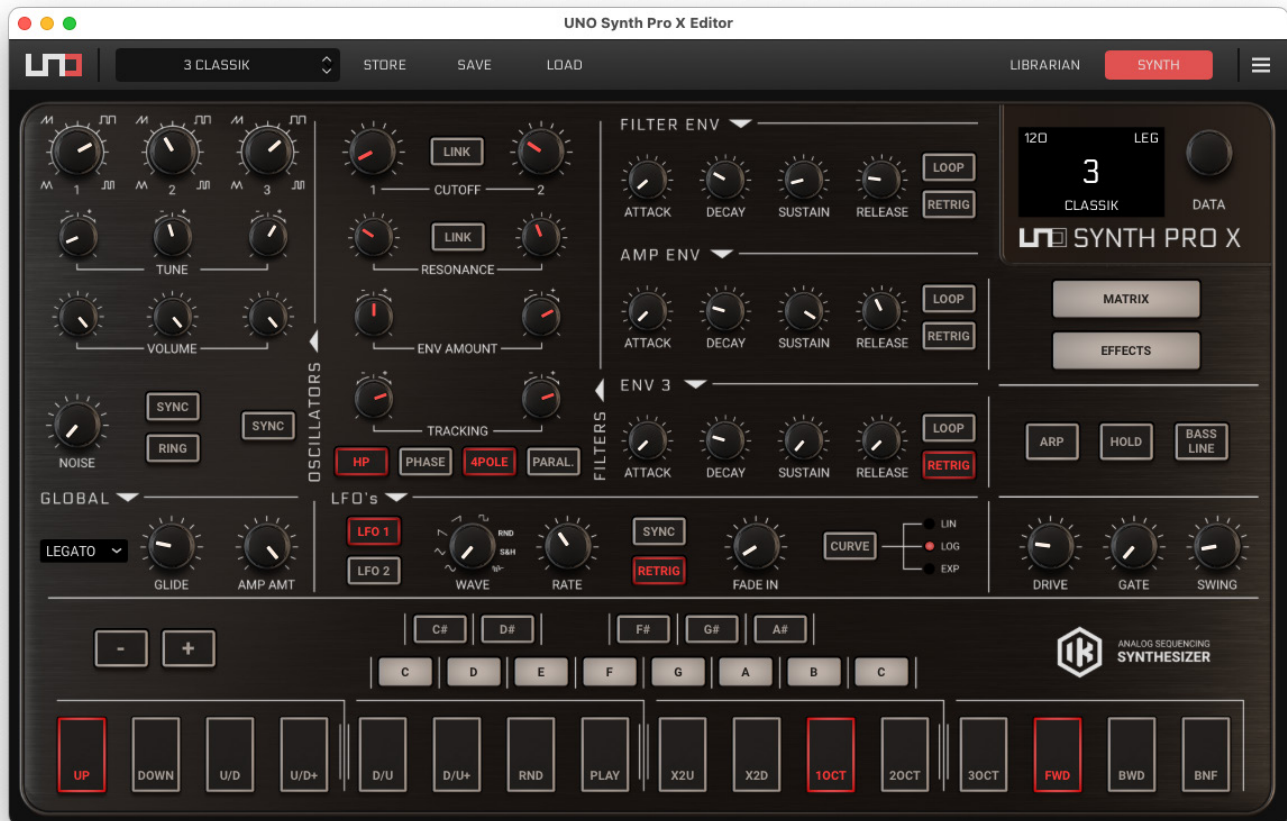 UNO Synth Pro X Editor
UNO 3 CLASSIK STORE SAVE LOAD LIBRARIAN SYNTH
1 2 3
TUNE
VOLUME
SYNC
SYNC
RING
NOISE
OSCILLATORS
LINK
1 CUTOFF 2
LINK
RESONANCE
ENV AMOUNT
TRACKING
HP PHASE 4POLE PARAL.
FILTERS
FILTER ENV
LOOP
RETRIG
ATTACK DECAY SUSTAIN RELEASE
AMP ENV
LOOP
RETRIG
ATTACK DECAY SUSTAIN RELEASE
ENV 3
LOOP
RETRIG
ATTACK DECAY SUSTAIN RELEASE
120 LEG
3
CLASSIK
DATA
UNO SYNTH PRO X
MATRIX
EFFECTS
ARP HOLD BASS
LINE
GLOBAL
LEGATO
GLIDE AMP AMT
LFO's
LFO 1
LFO 2
RND
S&H
WAVE RATE
SYNC
RETRIG
FADE IN
CURVE
LIN
LOG
EXP
DRIVE GATE SWING
- +
C# D# F# G# A#
C D E F G A B C
IK
ANALOG SEQUENCING
SYNTHESIZER
UP DOWN U/D U/D+ D/U D/U+ RND PLAY X2U X2D 1OCT 2OCT 3OCT FWD BWD BNF